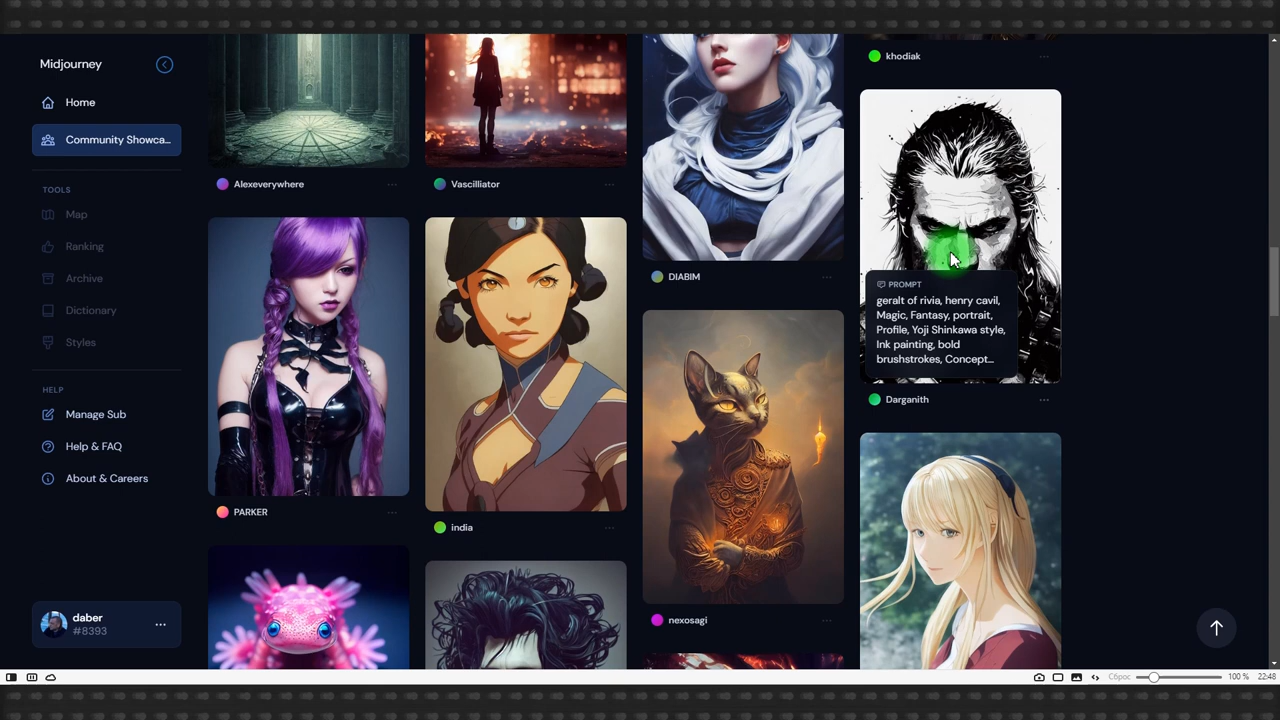 Midjourney
Home
Community Showca...
TOOLS
Map
Ranking
Archive
Dictionary
Styles
HELP
Manage Sub
Help & FAQ
About & Careers
daber
#8393
Alexeverywhere
PARKER
Vascilliator
india
DIABIM
nexosagi
khodiak
PROMPT
geralt of rivia, henry cavil,
Magic, Fantasy, portrait,
Profile, Yoji Shinkawa style,
Ink painting, bold
brushstrokes, Concept...
Darganith
Сброс
100 %
22:48